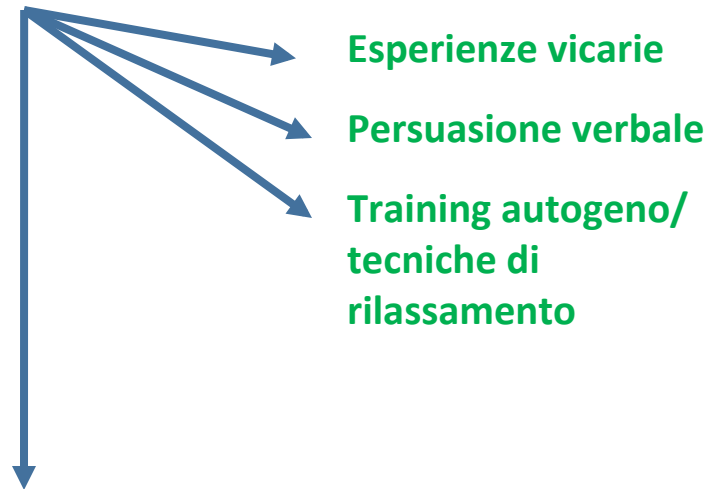 Esperienze vicarie
Persuasione verbale
Training autogeno/
tecniche di
rilassamento